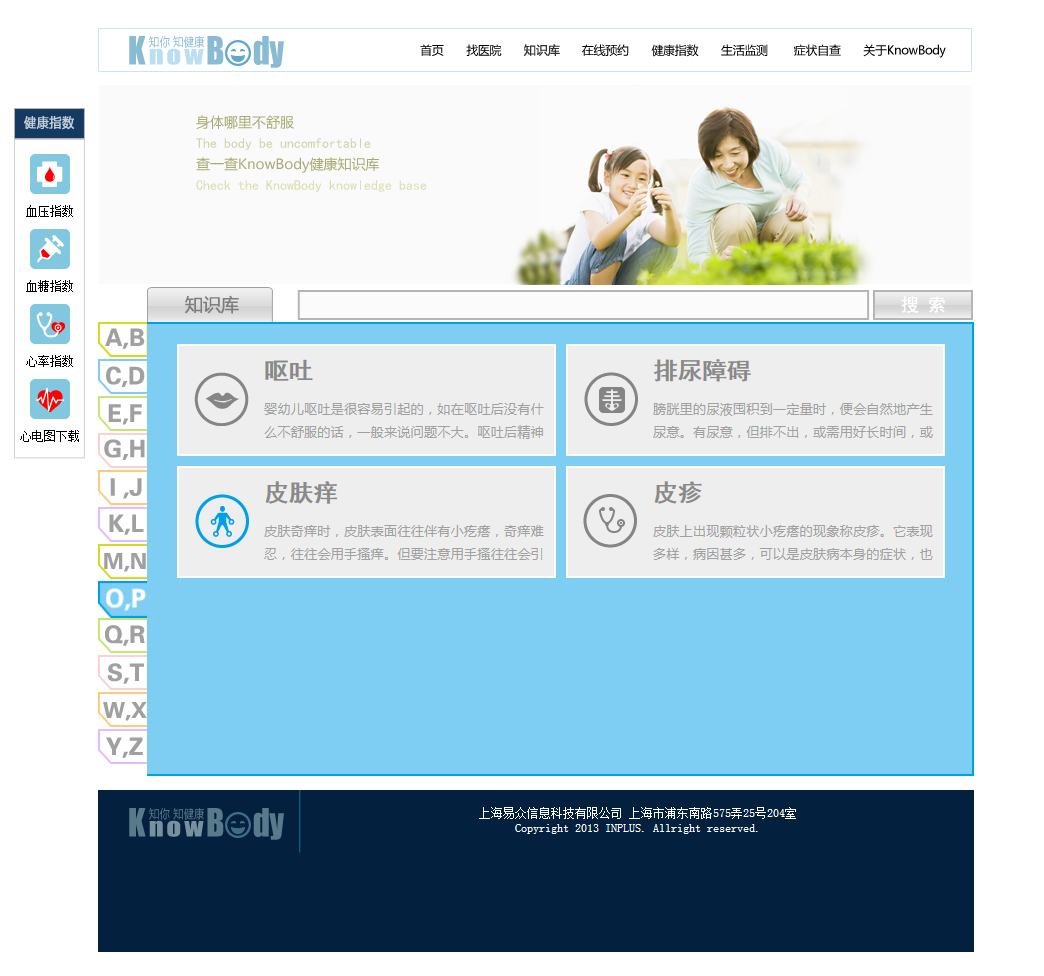 知你 知健康
KnowBody
首页 找医院 知识库 在线预约 健康指数 生活监测 症状自查 关于KnowBody
健康指数
血压指数
血糖指数
心率指数
心电图下载
身体哪里不舒服
The body be uncomfortable
查一查KnowBody健康知识库
Check the KnowBody knowledge base
知识库
搜 索
A,B
C,D
E,F
G,H
I ,J
K,L
M,N
O,P
Q,R
S,T
W,X
Y,Z
呕吐
婴幼儿呕吐是很容易引起的，如在呕吐后没有什
么不舒服的话，一般来说问题不大。呕吐后精神
排尿障碍
膀胱里的尿液囤积到一定量时，便会自然地产生
尿意。有尿意，但排不出，或需用好长时间，或
皮肤痒
皮肤奇痒时，皮肤表面往往伴有小疙瘩，奇痒难
忍，往往会用手搔痒。但要注意用手搔往往会引
皮疹
皮肤上出现颗粒状小疙瘩的现象称皮疹。它表现
多样，病因甚多，可以是皮肤病本身的症状，也
知你 知健康
KnowBody
上海易众信息科技有限公司 上海市浦东南路575弄25号204室
Copyright 2013 INPLUS. Allright reserved.